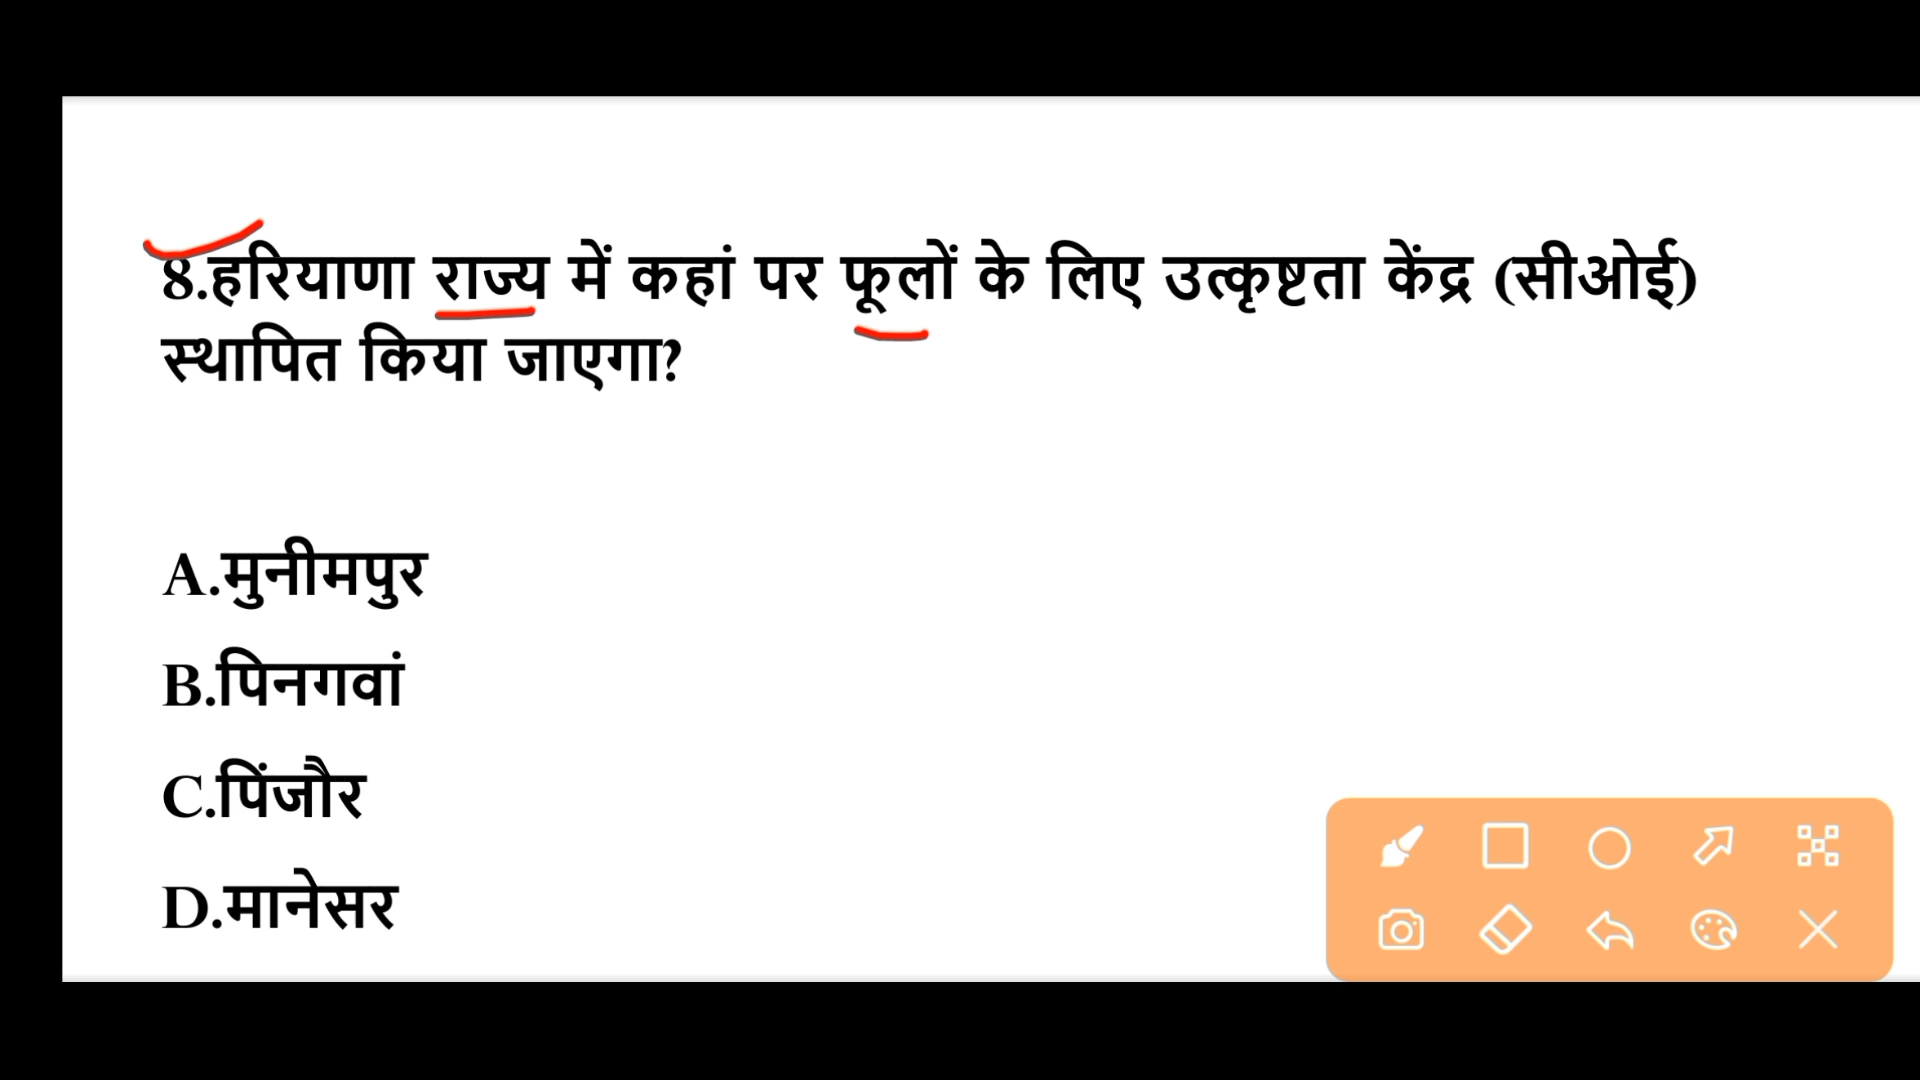 8.हरियाणा राज्य में कहां पर फूलों के लिए उत्कृष्टता केंद्र (सीओई)
स्थापित किया जाएगा?
A.मुनीमपुर
B.पिनगवां
C.पिंजौर
D.मानेसर